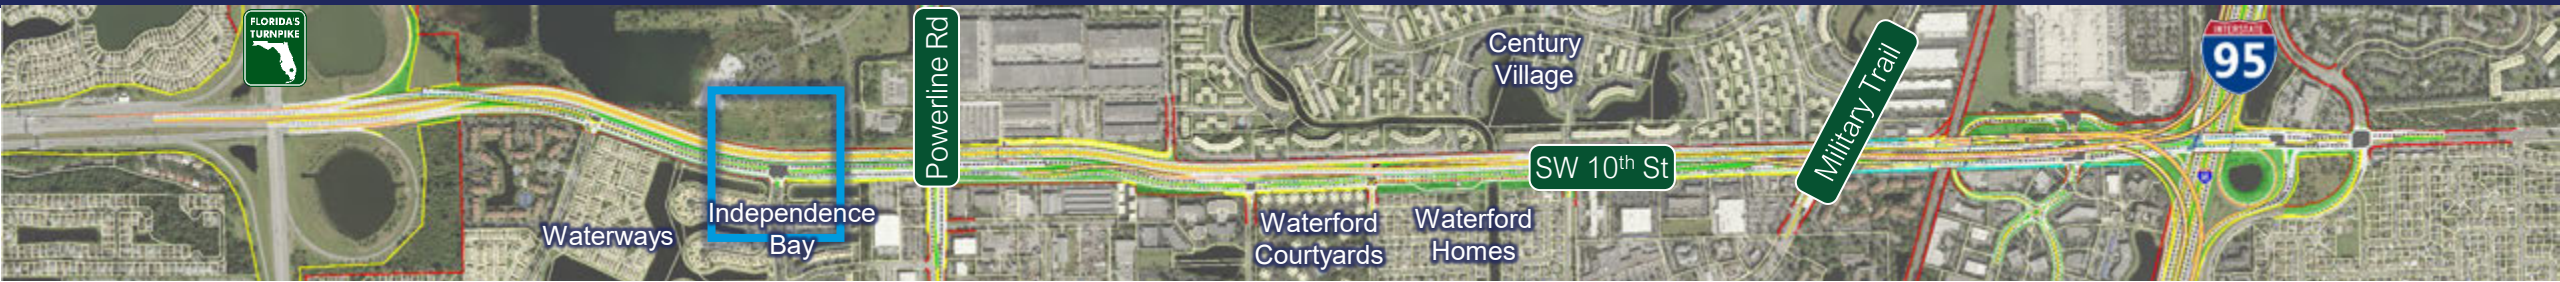 FLORIDA'S
TURNPIKE
Powerline Rd
Century
Village
Military Trail
INTERSTATE
95
SW 10th St
Waterways
Independence
Bay
Waterford
Courtyards
Waterford
Homes